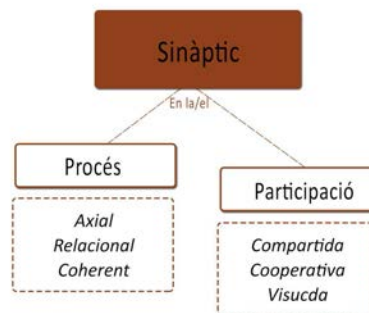 Sinàptic
En la/el
Procés
Participació
Axial
Relacional
Coherent
Compartida
Cooperativa
Visucda